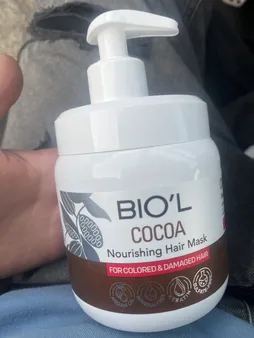 BIO'L
COCOA
Nourishing Hair Mask
FOR COLORED & DAMAGED HAIR